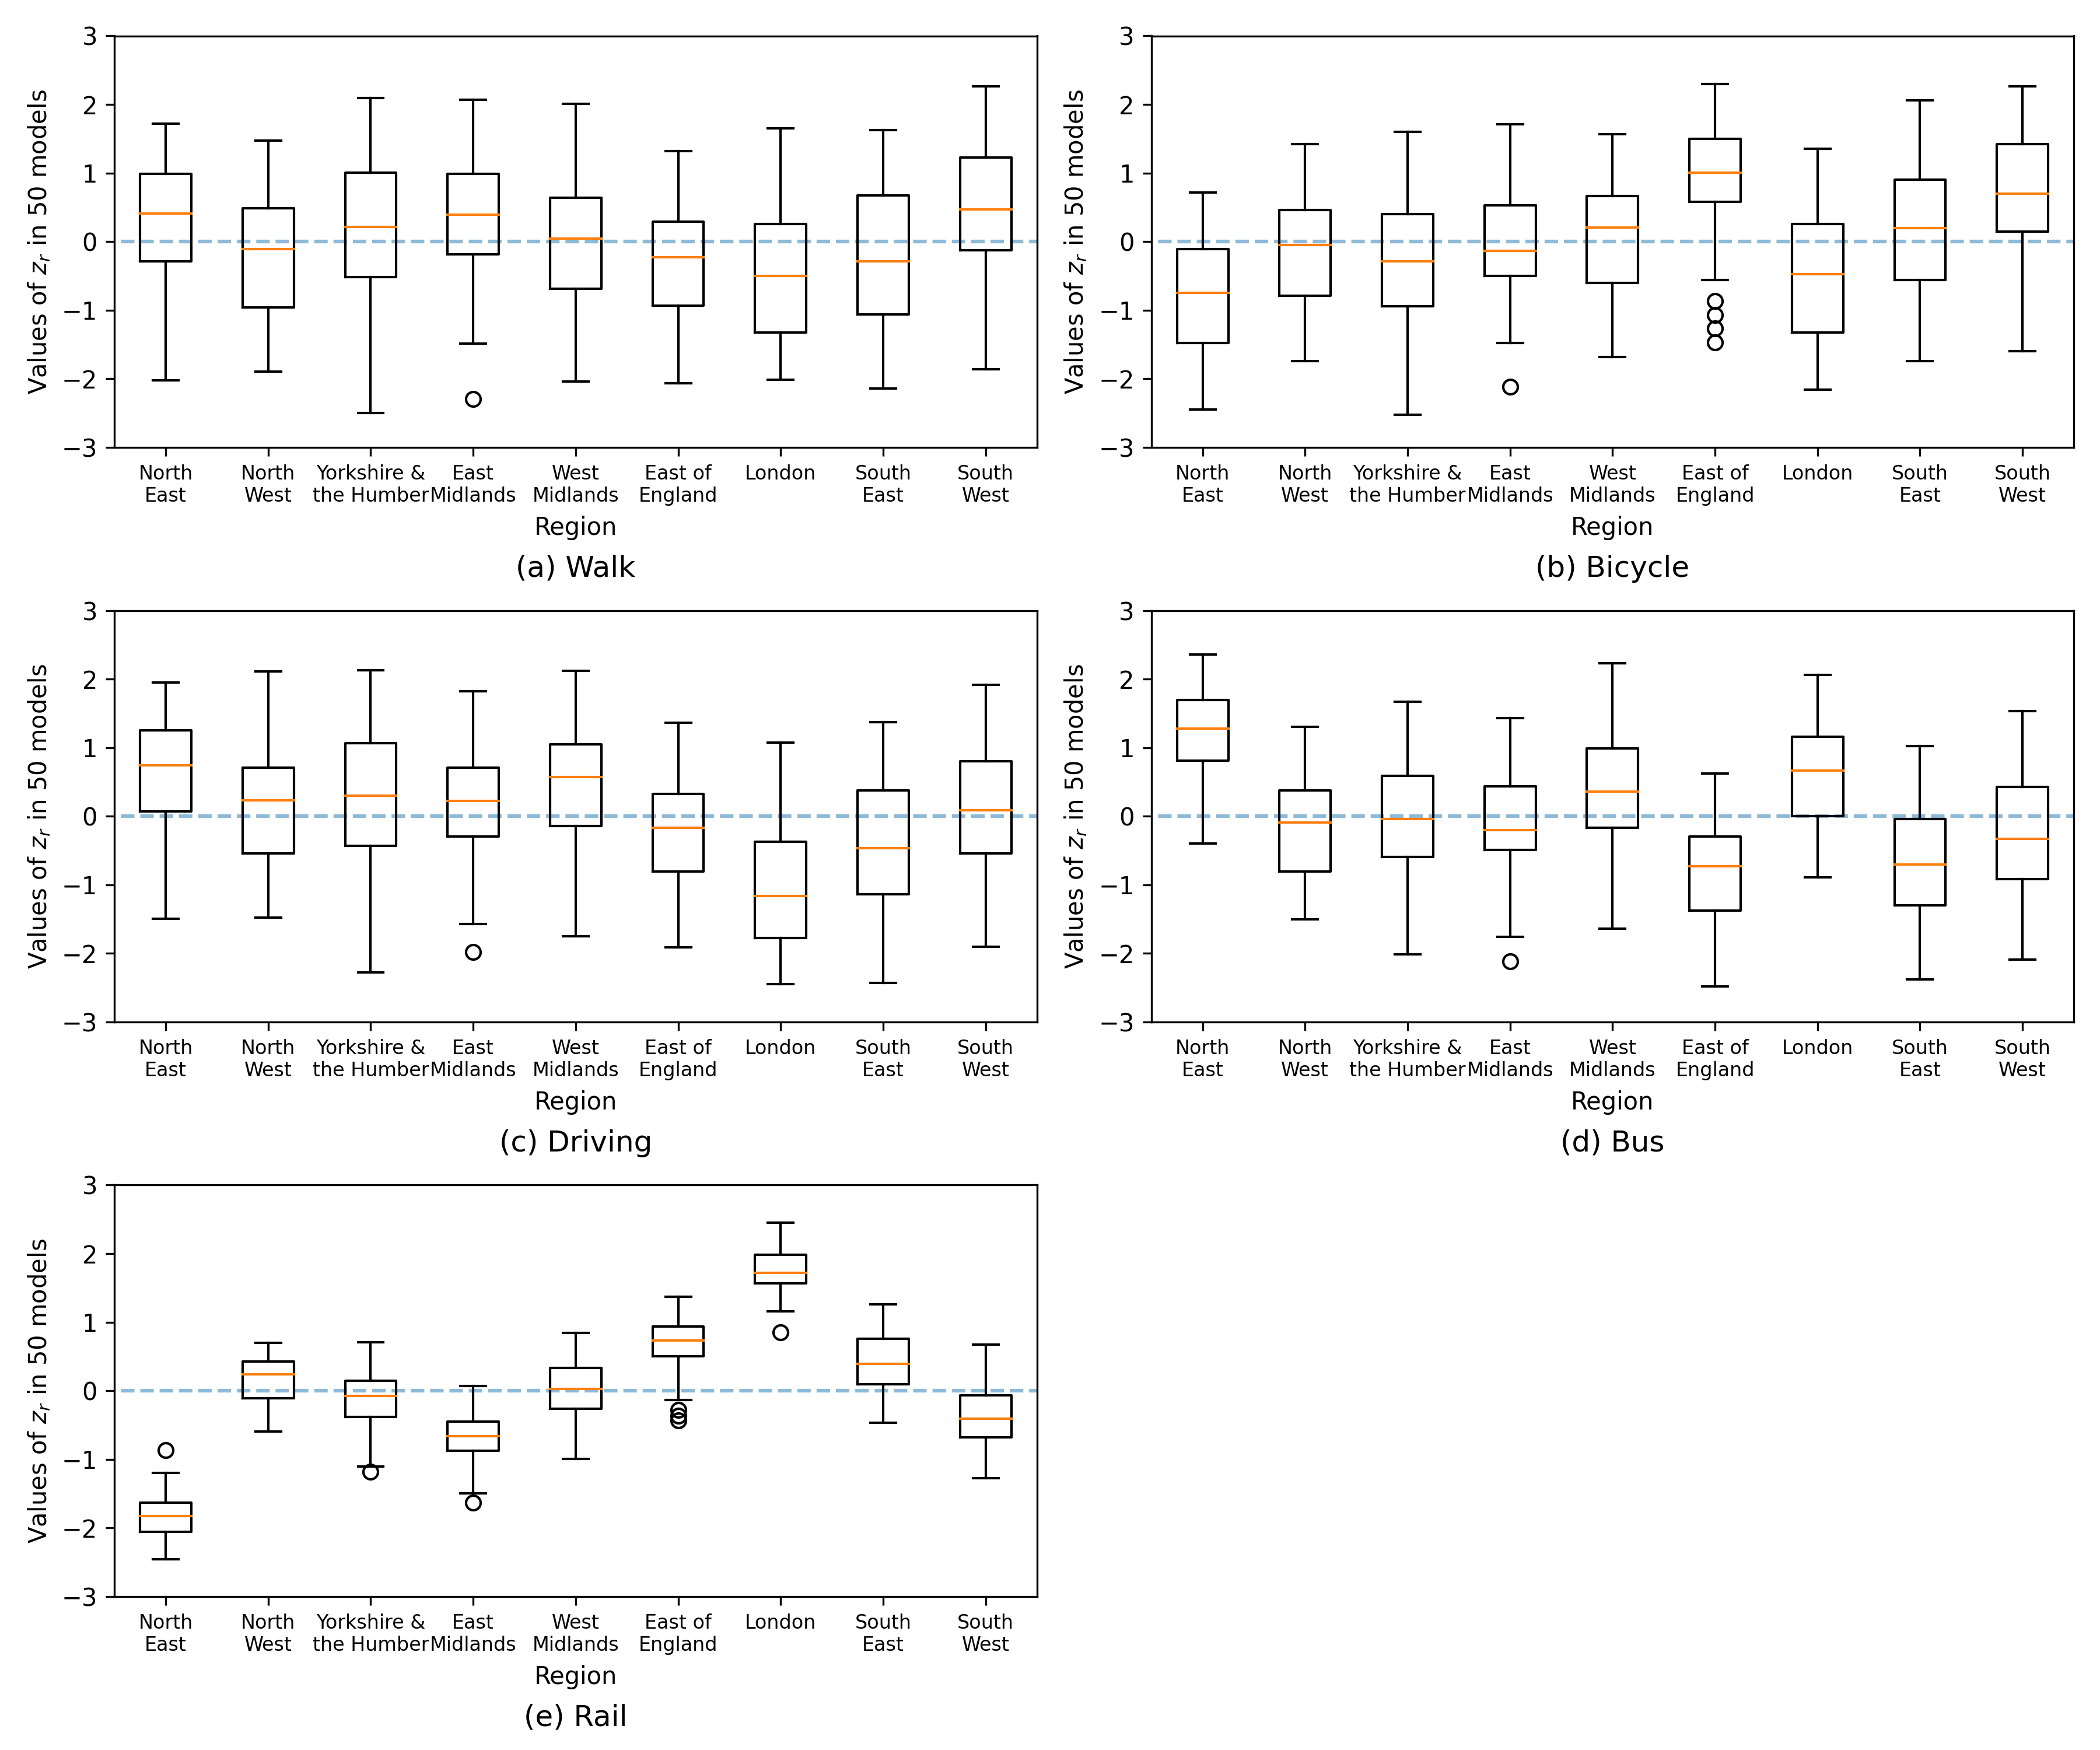 3
2
1
0
−1
−2
−3
Values of z_r in 50 models
North East
North West
Yorkshire & the Humber
East Midlands
West Midlands
East of England
London
South East
South West
Region
(a) Walk
3
2
1
0
−1
−2
−3
Values of z_r in 50 models
North East
North West
Yorkshire & the Humber
East Midlands
West Midlands
East of England
London
South East
South West
Region
(b) Bicycle
3
2
1
0
−1
−2
−3
Values of z_r in 50 models
North East
North West
Yorkshire & the Humber
East Midlands
West Midlands
East of England
London
South East
South West
Region
(c) Driving
3
2
1
0
−1
−2
−3
Values of z_r in 50 models
North East
North West
Yorkshire & the Humber
East Midlands
West Midlands
East of England
London
South East
South West
Region
(d) Bus
3
2
1
0
−1
−2
−3
Values of z_r in 50 models
North East
North West
Yorkshire & the Humber
East Midlands
West Midlands
East of England
London
South East
South West
Region
(e) Rail